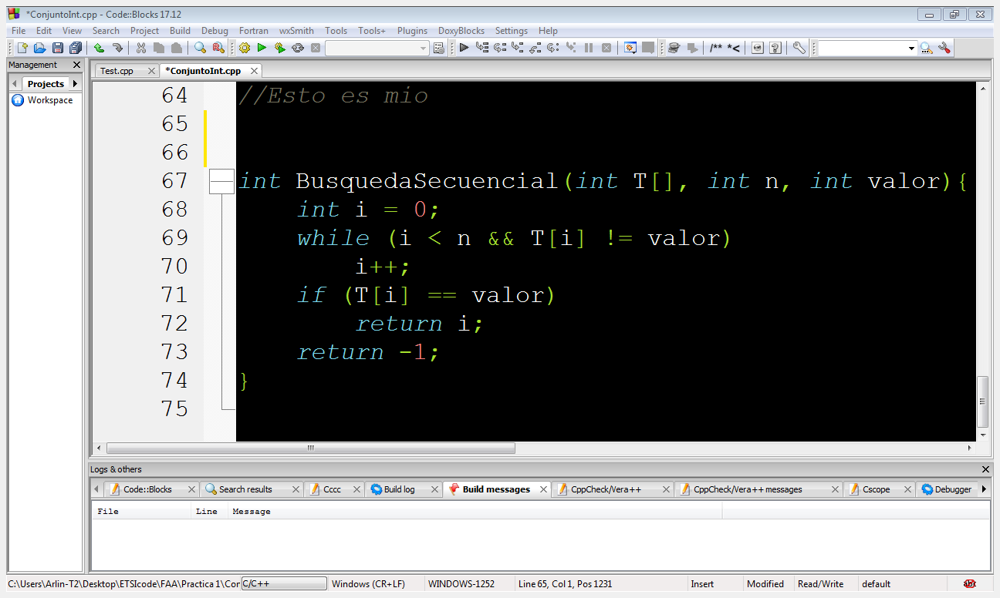 *ConjuntoInt.cpp - Code::Blocks 17.12
File Edit View Search Project Build Debug Fortran wxSmith Tools Tools+ Plugins DoxyBlocks Settings Help
/** *<
Management
Test.cpp *ConjuntoInt.cpp
Projects
Workspace
64 //Esto es mio
65
66
67 int BusquedaSecuencial(int T[], int n, int valor){
68 int i = 0;
69 while (i < n && T[i] != valor)
70 i++;
71 if (T[i] == valor)
72 return i;
73 return -1;
74 }
75
Logs & others
Code::Blocks Search results Cccc Build log Build messages CppCheck/Vera++ CppCheck/Vera++ messages Cscope Debugger
File Line Message
C:\Users\Arlin-T2\Desktop\ETSIcode\FAA\Practica 1\Cor C/C++ Windows (CR+LF) WINDOWS-1252 Line 65, Col 1, Pos 1231 Insert Modified Read/Write default